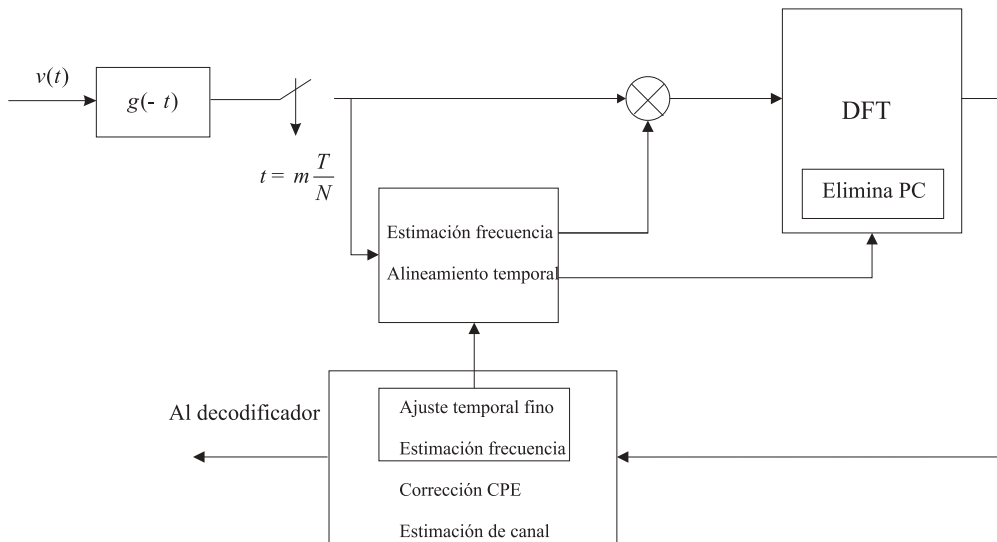 v(t)
g(- t)
t = m T/N
DFT
Elimina PC
Estimación frecuencia
Alineamiento temporal
Al decodificador
Ajuste temporal fino
Estimación frecuencia
Corrección CPE
Estimación de canal